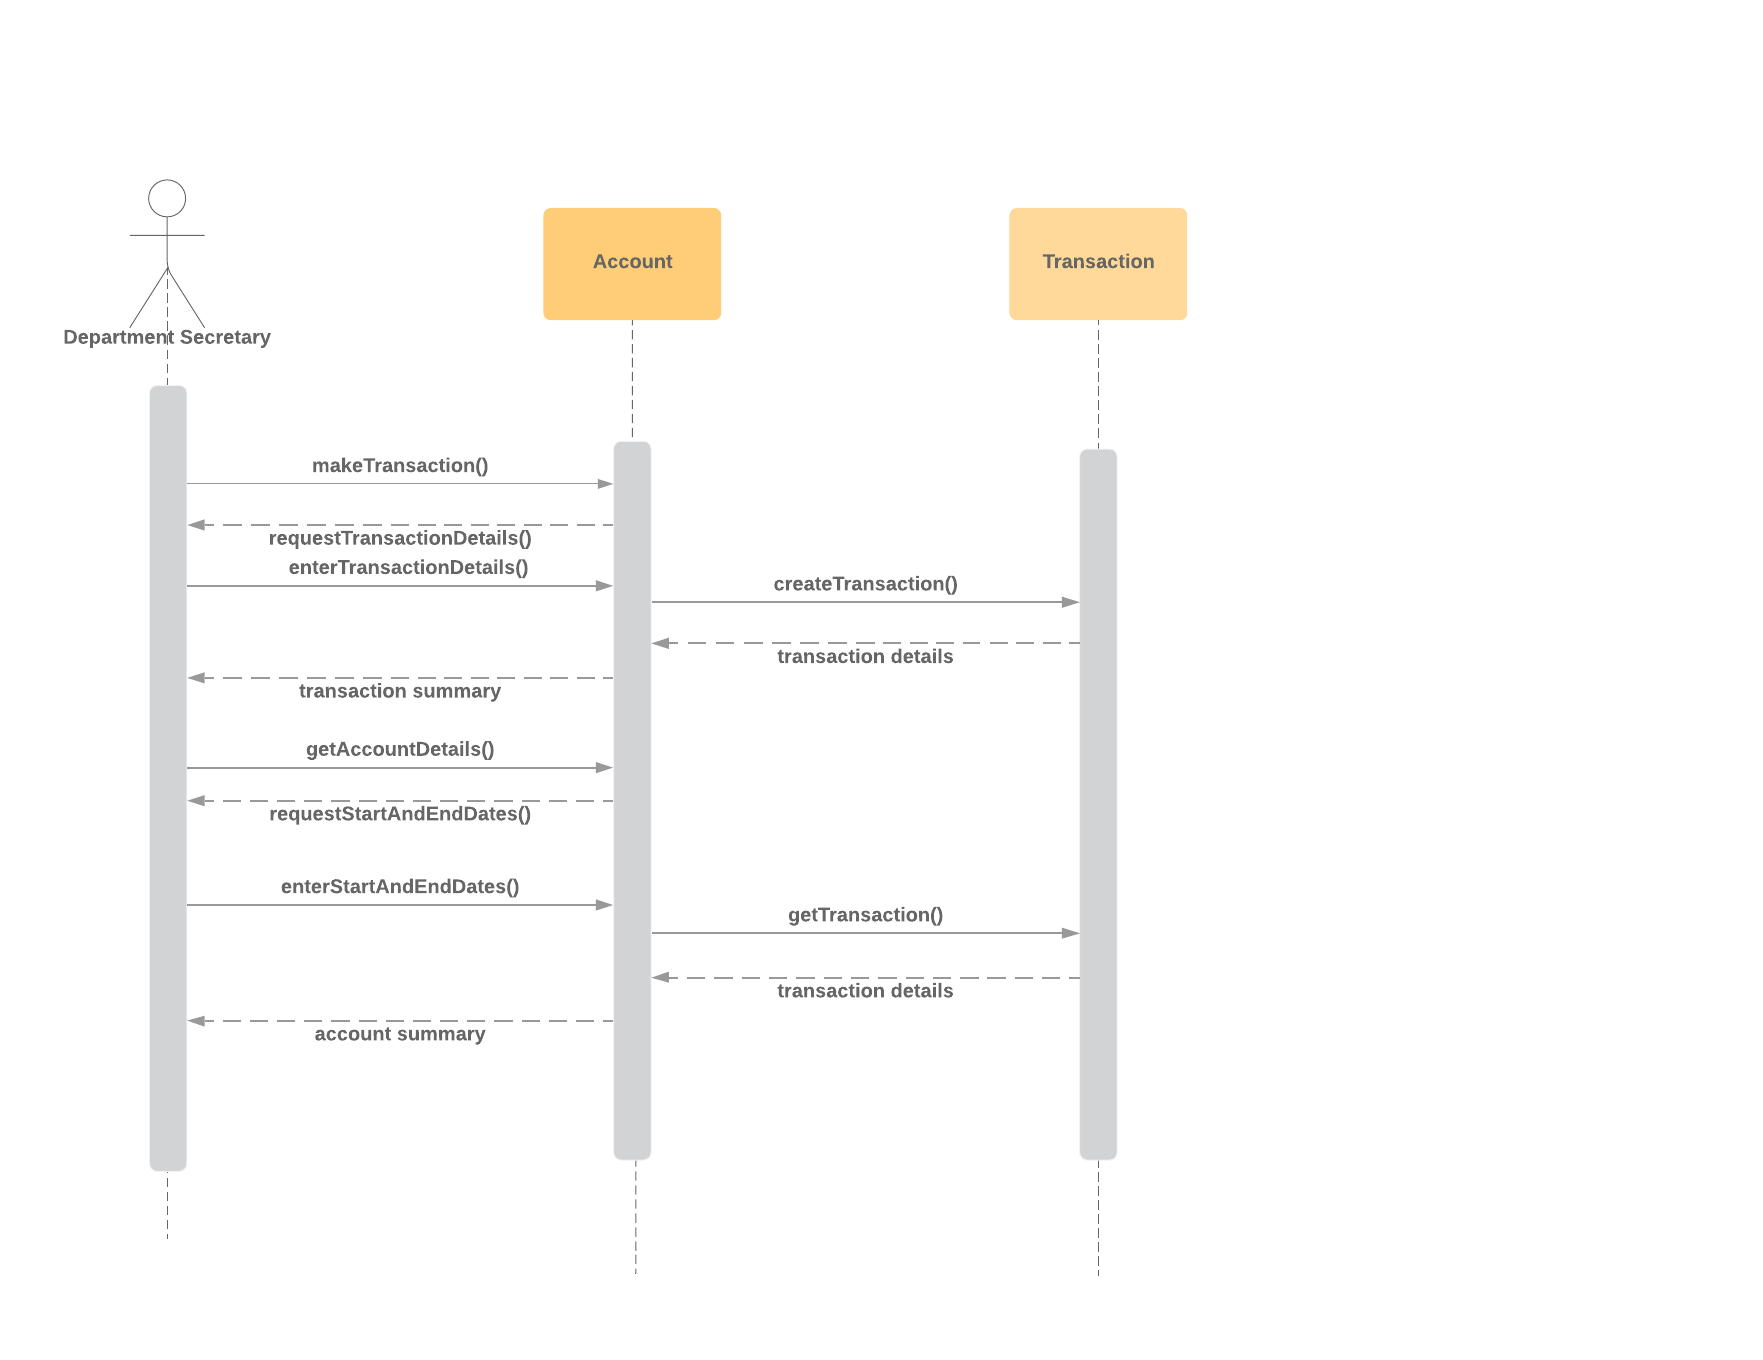 Department Secretary
Account
Transaction
makeTransaction()
requestTransactionDetails()
enterTransactionDetails()
createTransaction()
transaction details
transaction summary
getAccountDetails()
requestStartAndEndDates()
enterStartAndEndDates()
getTransaction()
transaction details
account summary